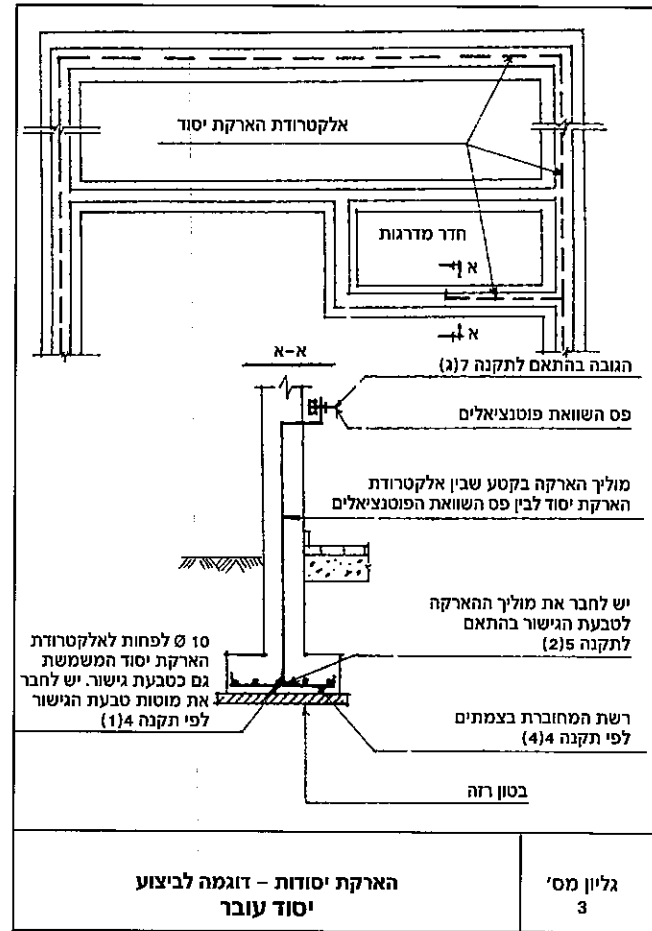 אלקטרודת הארקת יסוד
חדר מדרגות
א
א
א-א
הגובה בהתאם לתקנה 7(ג)
פס השוואת פוטנציאלים
מוליך הארקה בקטע שבין אלקטרודת
הארקת יסוד לבין פס השוואת הפוטנציאלים
יש לחבר את מוליך ההארקה
לטבעת הגישור בהתאם
לתקנה 5(2)
10 Ø לפחות לאלקטרודת
הארקת יסוד המשמשת
גם כטבעת גישור. יש לחבר
את מוטות טבעת הגישור
לפי תקנה 4(1)
רשת המחוברת בצמתים
לפי תקנה 4(4)
בטון רזה
הארקת יסודות – דוגמה לביצוע
יסוד עובר
גליון מס'
3